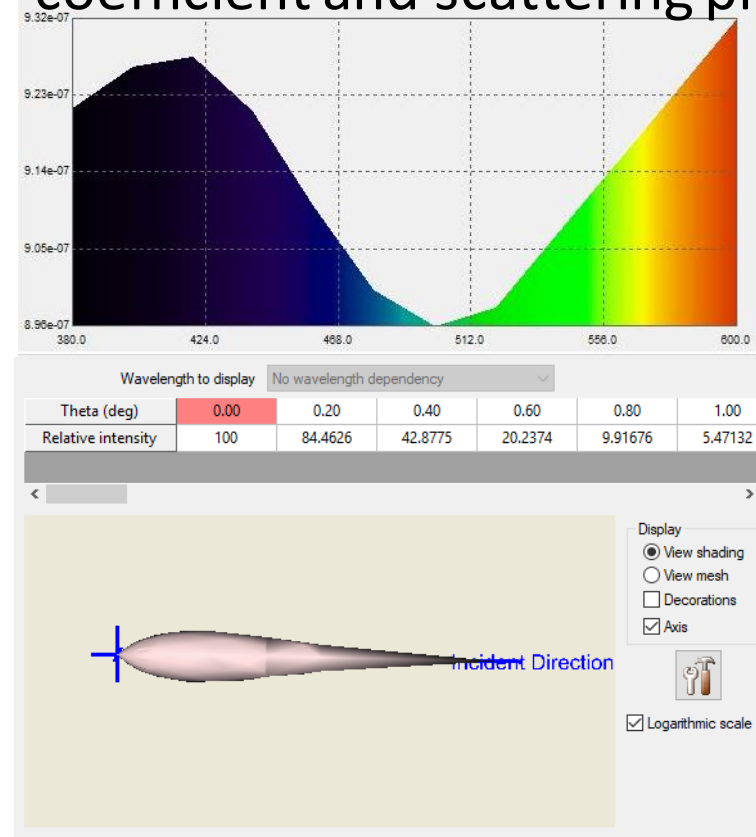 coefficient and scattering
9.32e-07
9.23e-07
9.14e-07
9.05e-07
8.96e-07
380.0 424.0 468.0 512.0 556.0 600.0
Wavelength to display No wavelength dependency
Theta (deg) 0.00 0.20 0.40 0.60 0.80 1.00
Relative intensity 100 84.4626 42.8775 20.2374 9.91676 5.47132
Display
View shading
View mesh
Decorations
Axis
Incident Direction
Logarithmic scale